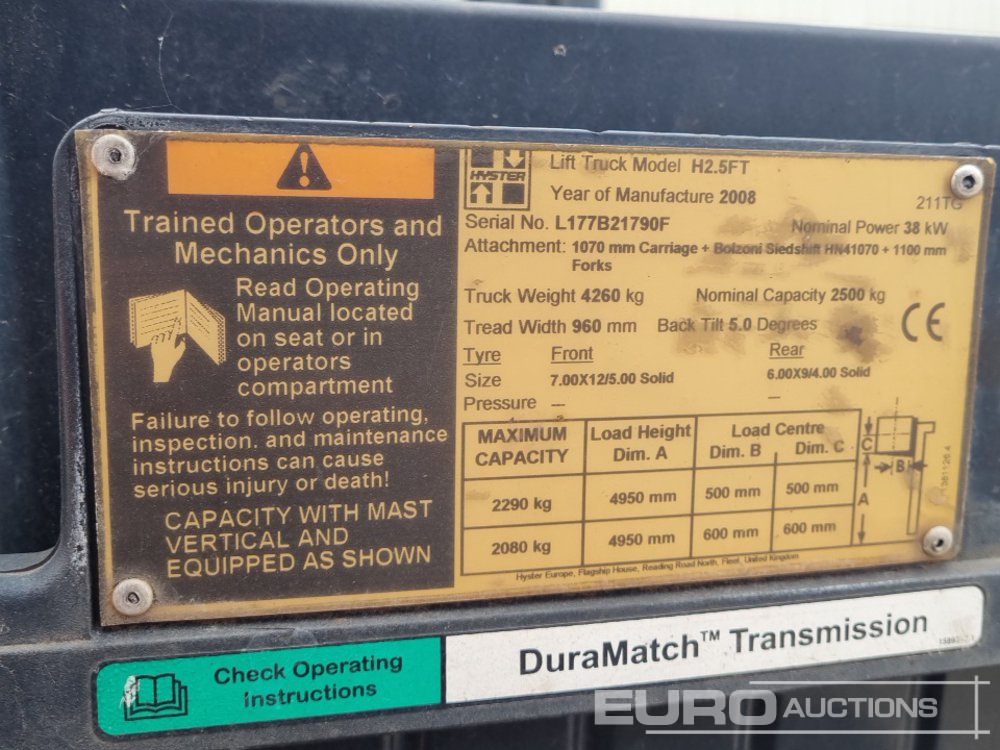 Trained Operators and
Mechanics Only
Read Operating
Manual located
on seat or in
operators
compartment
Failure to follow operating,
inspection. and maintenance
instructions can cause
serious injury or death!
CAPACITY WITH MAST
VERTICAL AND
EQUIPPED AS SHOWN
HYSTER
Lift Truck Model H2.5FT
Year of Manufacture 2008
211TG
Serial No. L177B21790F Nominal Power 38 kW
Attachment: 1070 mm Carriage + Bolzoni Siedshift HN41070 + 1100 mm
Forks
Truck Weight 4260 kg Nominal Capacity 2500 kg
Tread Width 960 mm Back Tilt 5.0 Degrees
CE
Tyre Front Rear
Size 7.00X12/5.00 Solid 6.00X9/4.00 Solid
Pressure — —
MAXIMUM CAPACITY Load Height Dim. A Load Centre Dim. B Dim. C
2290 kg 4950 mm 500 mm 500 mm
2080 kg 4950 mm 600 mm 600 mm
C
B
A
Hyster Europe, Flagship House, Reading Road North, Fleet, United Kingdom
Check Operating
Instructions
DuraMatch™ Transmission
EURO AUCTIONS